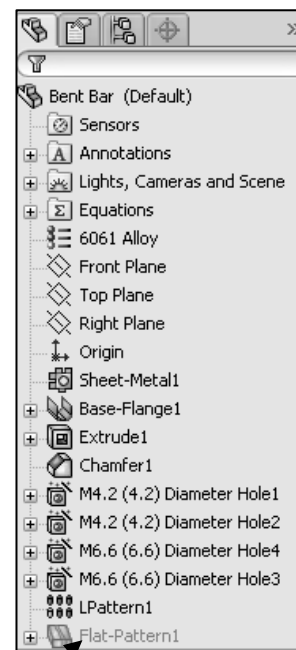 Bent Bar (Default)
Sensors
Annotations
Lights, Cameras and Scene
Equations
6061 Alloy
Front Plane
Top Plane
Right Plane
Origin
Sheet-Metal1
Base-Flange1
Extrude1
Chamfer1
M4.2 (4.2) Diameter Hole1
M4.2 (4.2) Diameter Hole2
M6.6 (6.6) Diameter Hole4
M6.6 (6.6) Diameter Hole3
LPattern1
Flat-Pattern1